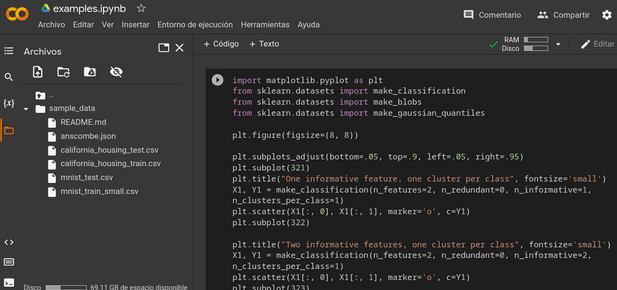 examples.ipynb
Archivo Editar Ver Insertar Entorno de ejecución Herramientas Ayuda
Comentario Compartir
Archivos
+ Código + Texto
RAM
Disco
Editar
{x}
..
sample_data
README.md
anscombe.json
california_housing_test.csv
california_housing_train.csv
mnist_test.csv
mnist_train_small.csv
Disco 69.11 GB de espacio disponible
import matplotlib.pyplot as plt
from sklearn.datasets import make_classification
from sklearn.datasets import make_blobs
from sklearn.datasets import make_gaussian_quantiles
plt.figure(figsize=(8, 8))
plt.subplots_adjust(bottom=.05, top=.9, left=.05, right=.95)
plt.subplot(321)
plt.title("One informative feature, one cluster per class", fontsize='small')
X1, Y1 = make_classification(n_features=2, n_redundant=0, n_informative=1,
n_clusters_per_class=1)
plt.scatter(X1[:, 0], X1[:, 1], marker='o', c=Y1)
plt.subplot(322)
plt.title("Two informative features, one cluster per class", fontsize='small')
X1, Y1 = make_classification(n_features=2, n_redundant=0, n_informative=2,
n_clusters_per_class=1)
plt.scatter(X1[:, 0], X1[:, 1], marker='o', c=Y1)
plt.subplot(323)